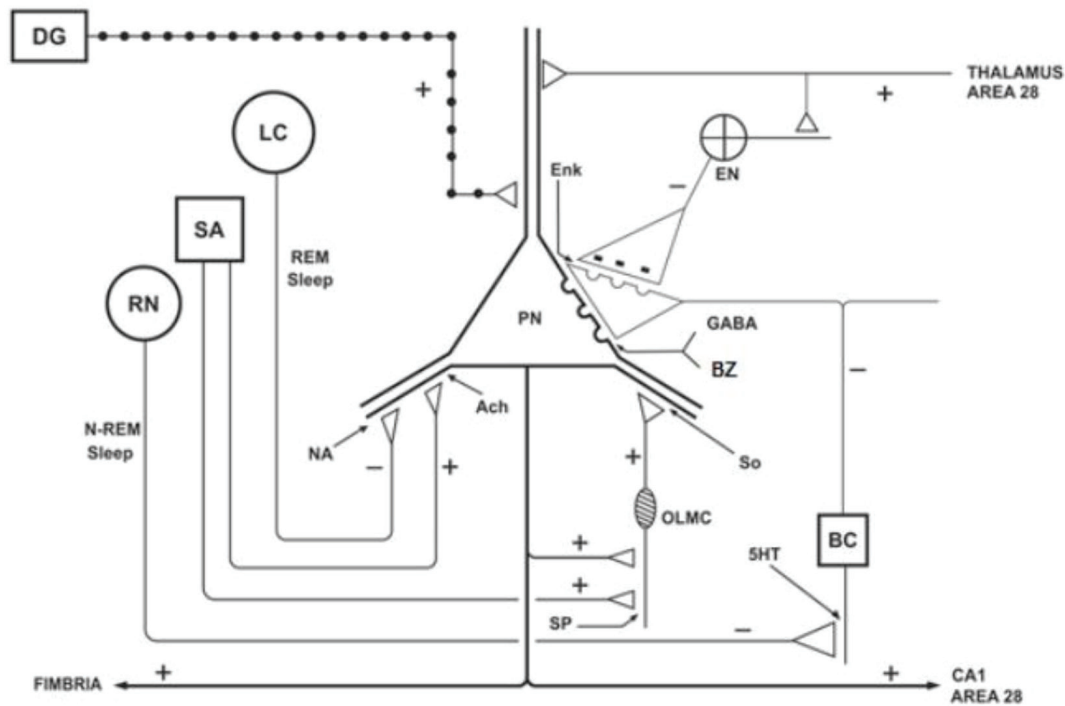 DG
THALAMUS
AREA 28
+
+
LC
EN
Enk
−
SA
REM
Sleep
RN
PN
GABA
BZ
−
Ach
N-REM
Sleep
NA
−
+
+
So
OLMC
BC
5HT
+
+
SP
−
FIMBRIA
+
+
CA1
AREA 28